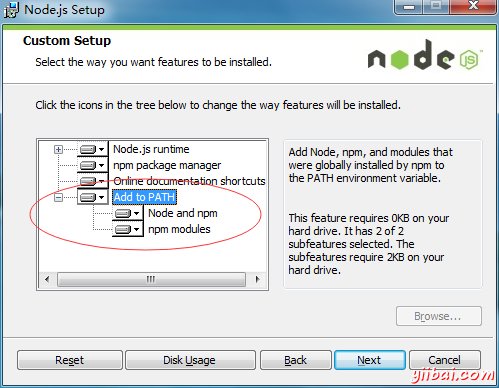 Node.js Setup
Custom Setup
Select the way you want features to be installed.
node
JS
Click the icons in the tree below to change the way features will be installed.
Node.js runtime
npm package manager
Online documentation shortcuts
Add to PATH
Node and npm
npm modules
Add Node, npm, and modules that
were globally installed by npm to
the PATH environment variable.
This feature requires 0KB on your
hard drive. It has 2 of 2
subfeatures selected. The
subfeatures require 2KB on your
hard drive.
Browse...
Reset
Disk Usage
Back
Next
Cancel
yiibai.com